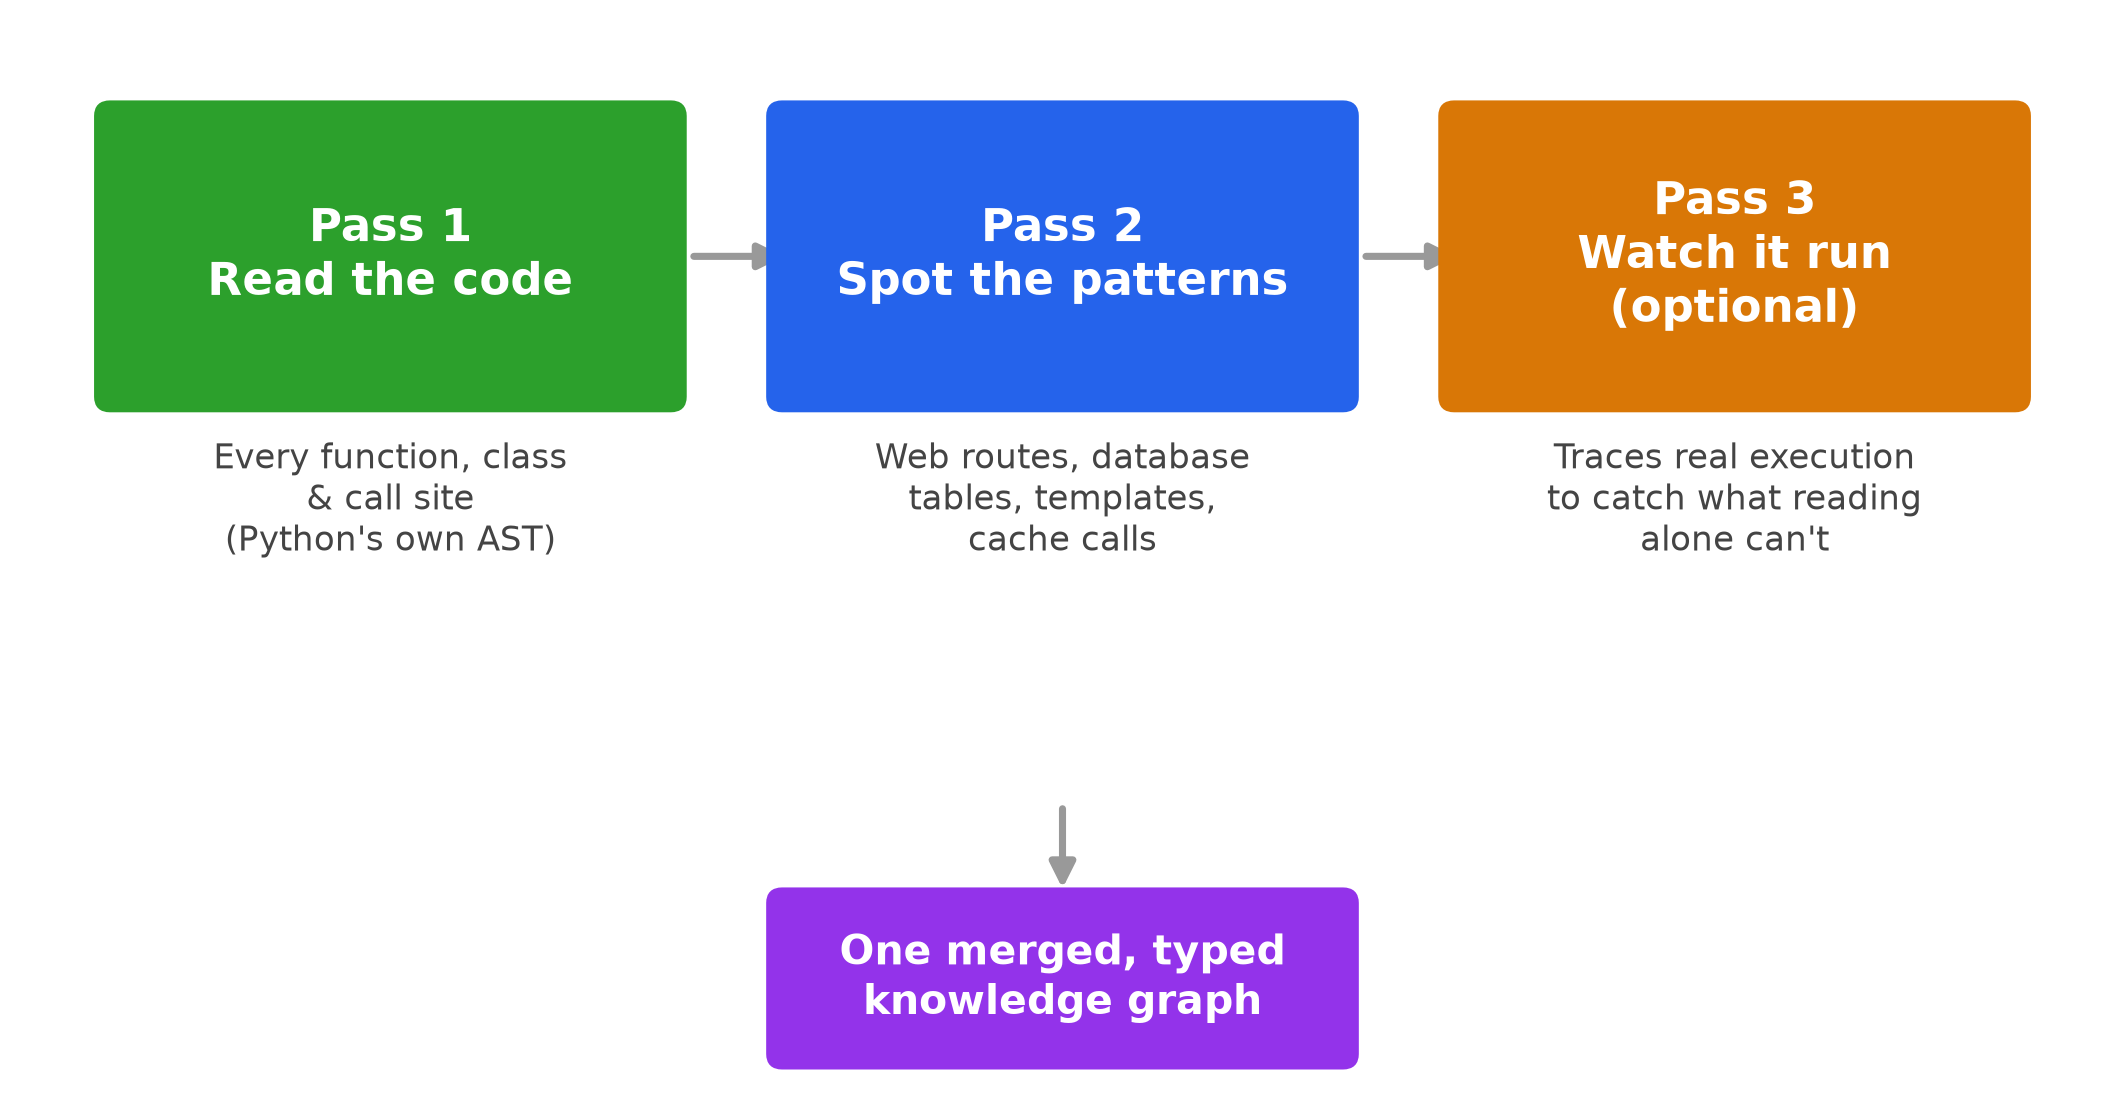 Pass 1
Read the code
Pass 2
Spot the patterns
Pass 3
Watch it run
(optional)
Every function, class
& call site
(Python's own AST)
Web routes, database
tables, templates,
cache calls
Traces real execution
to catch what reading
alone can't
One merged, typed
knowledge graph